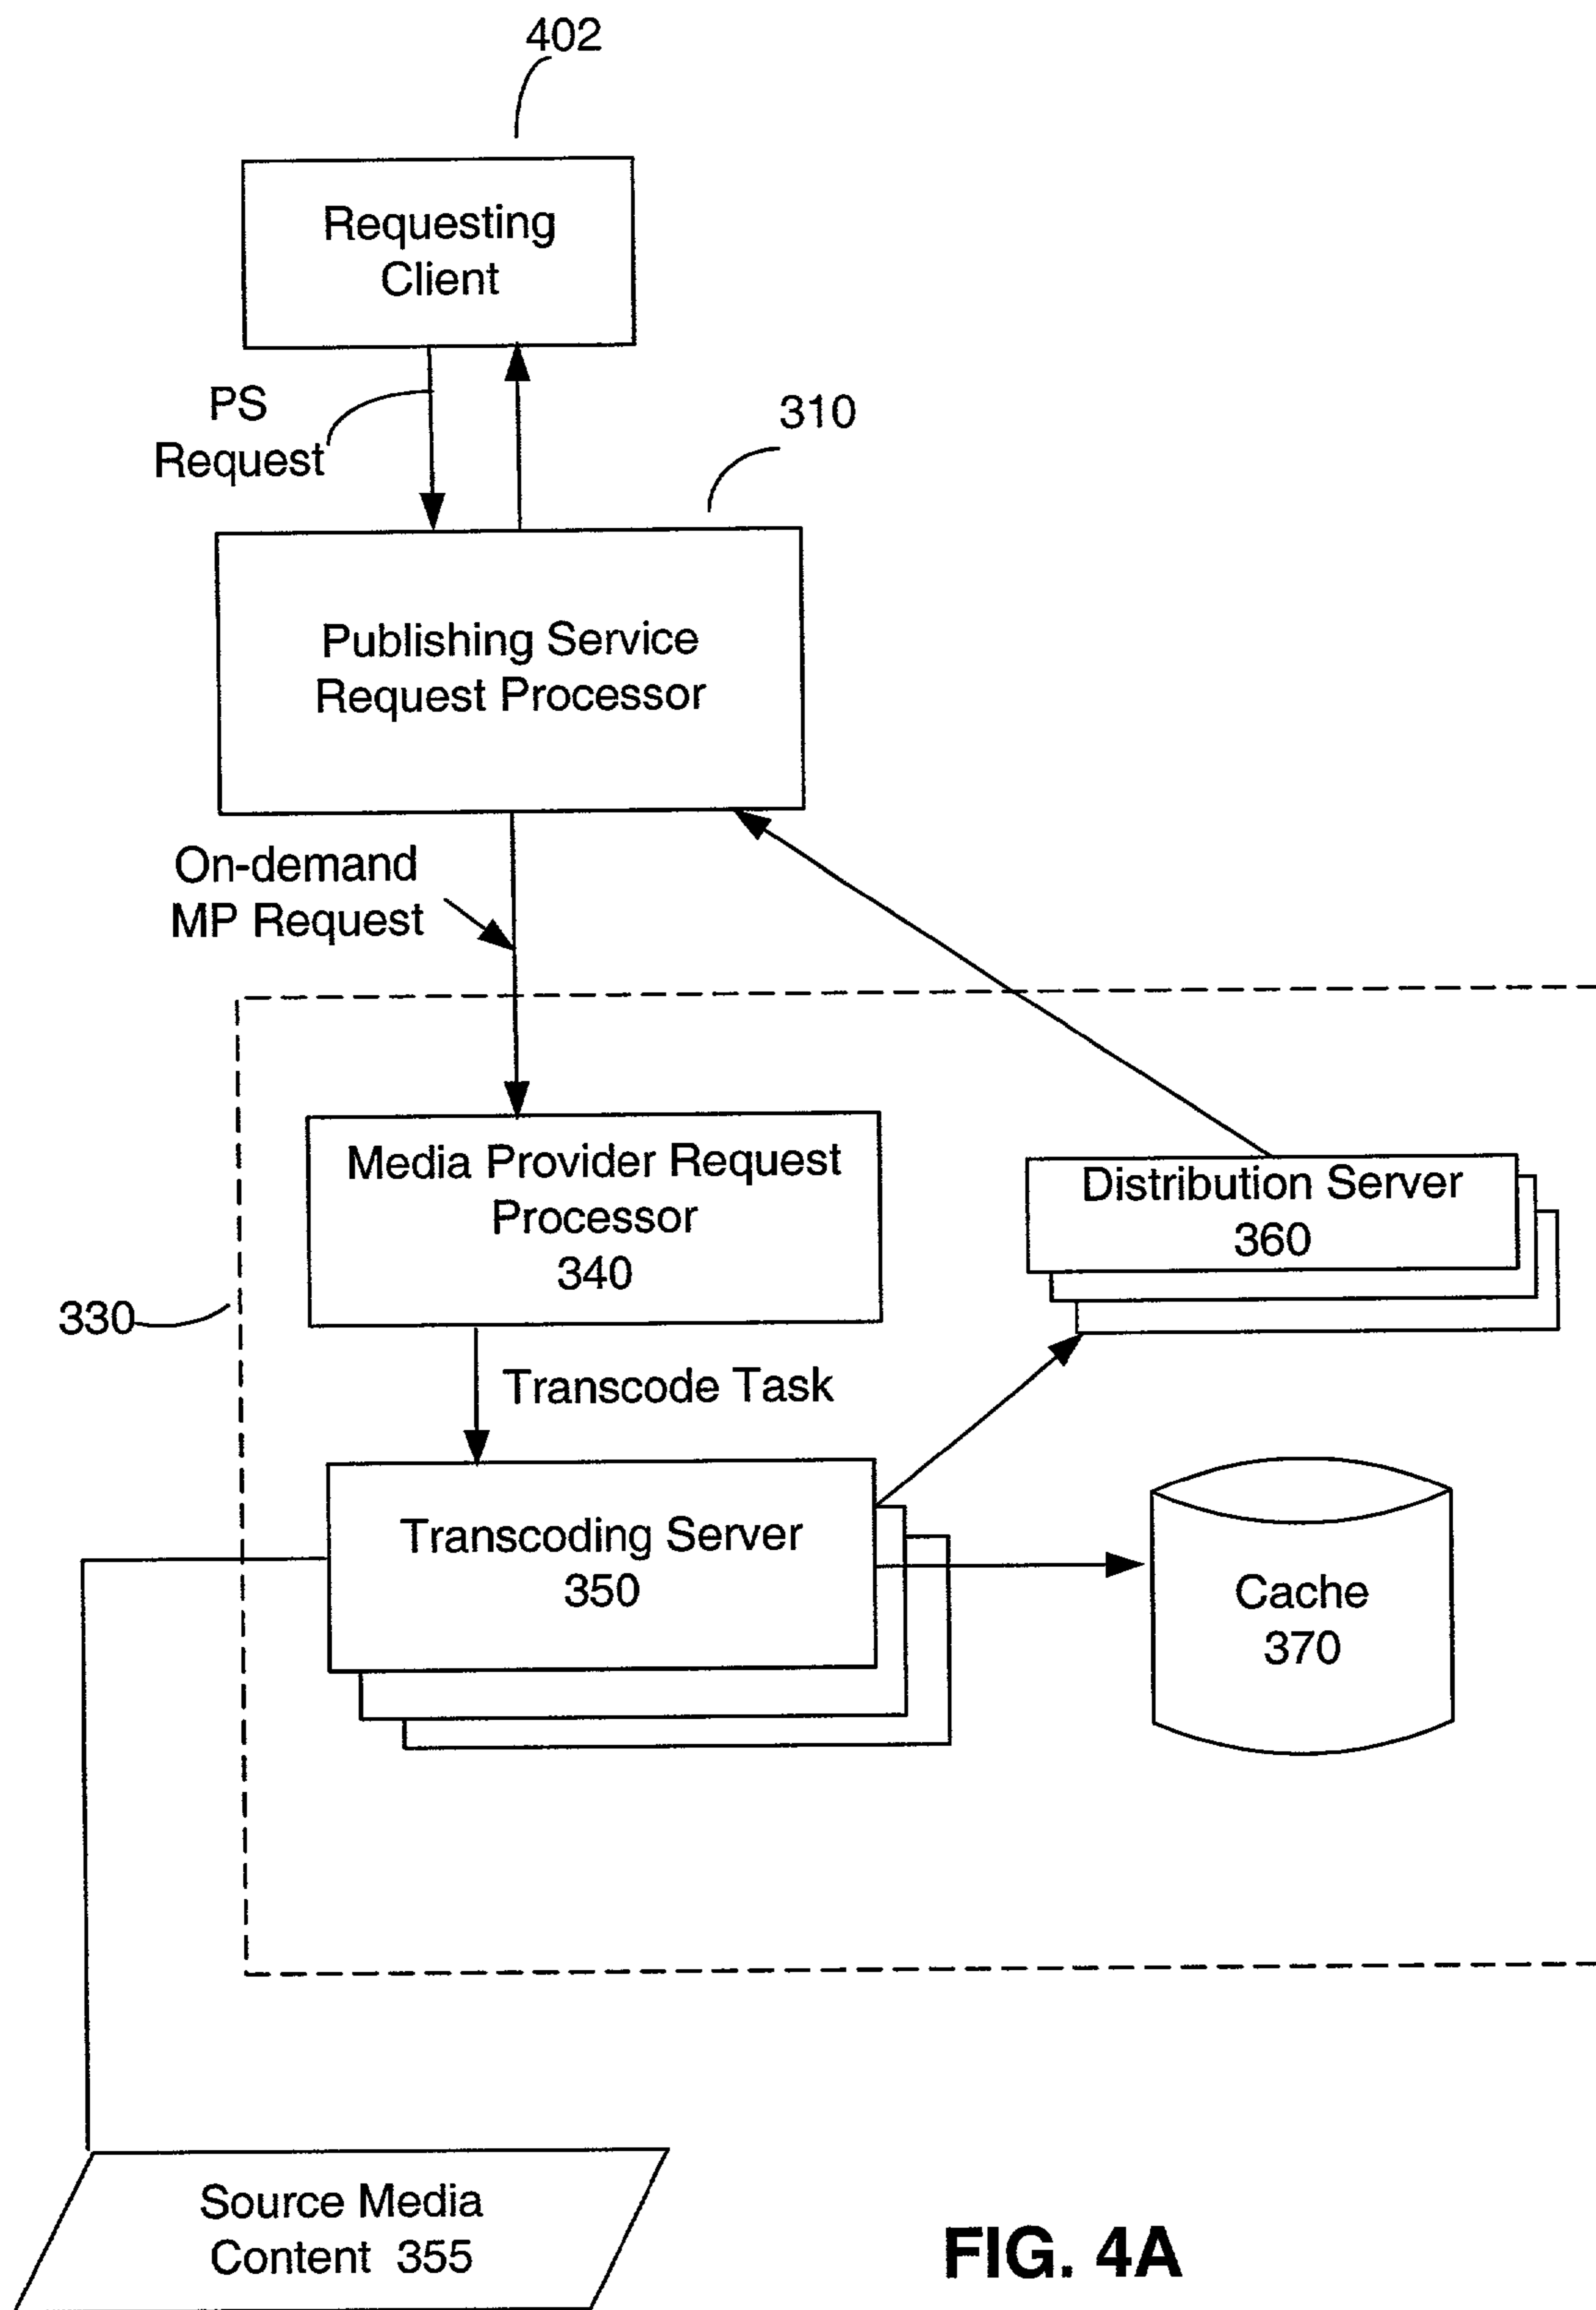 402
Requesting
Client
PS
Request
310
Publishing Service
Request Processor
On-demand
MP Request
Media Provider Request
Processor
340
Distribution Server
360
330
Transcode Task
Transcoding Server
350
Cache
370
Source Media
Content 355
FIG. 4A